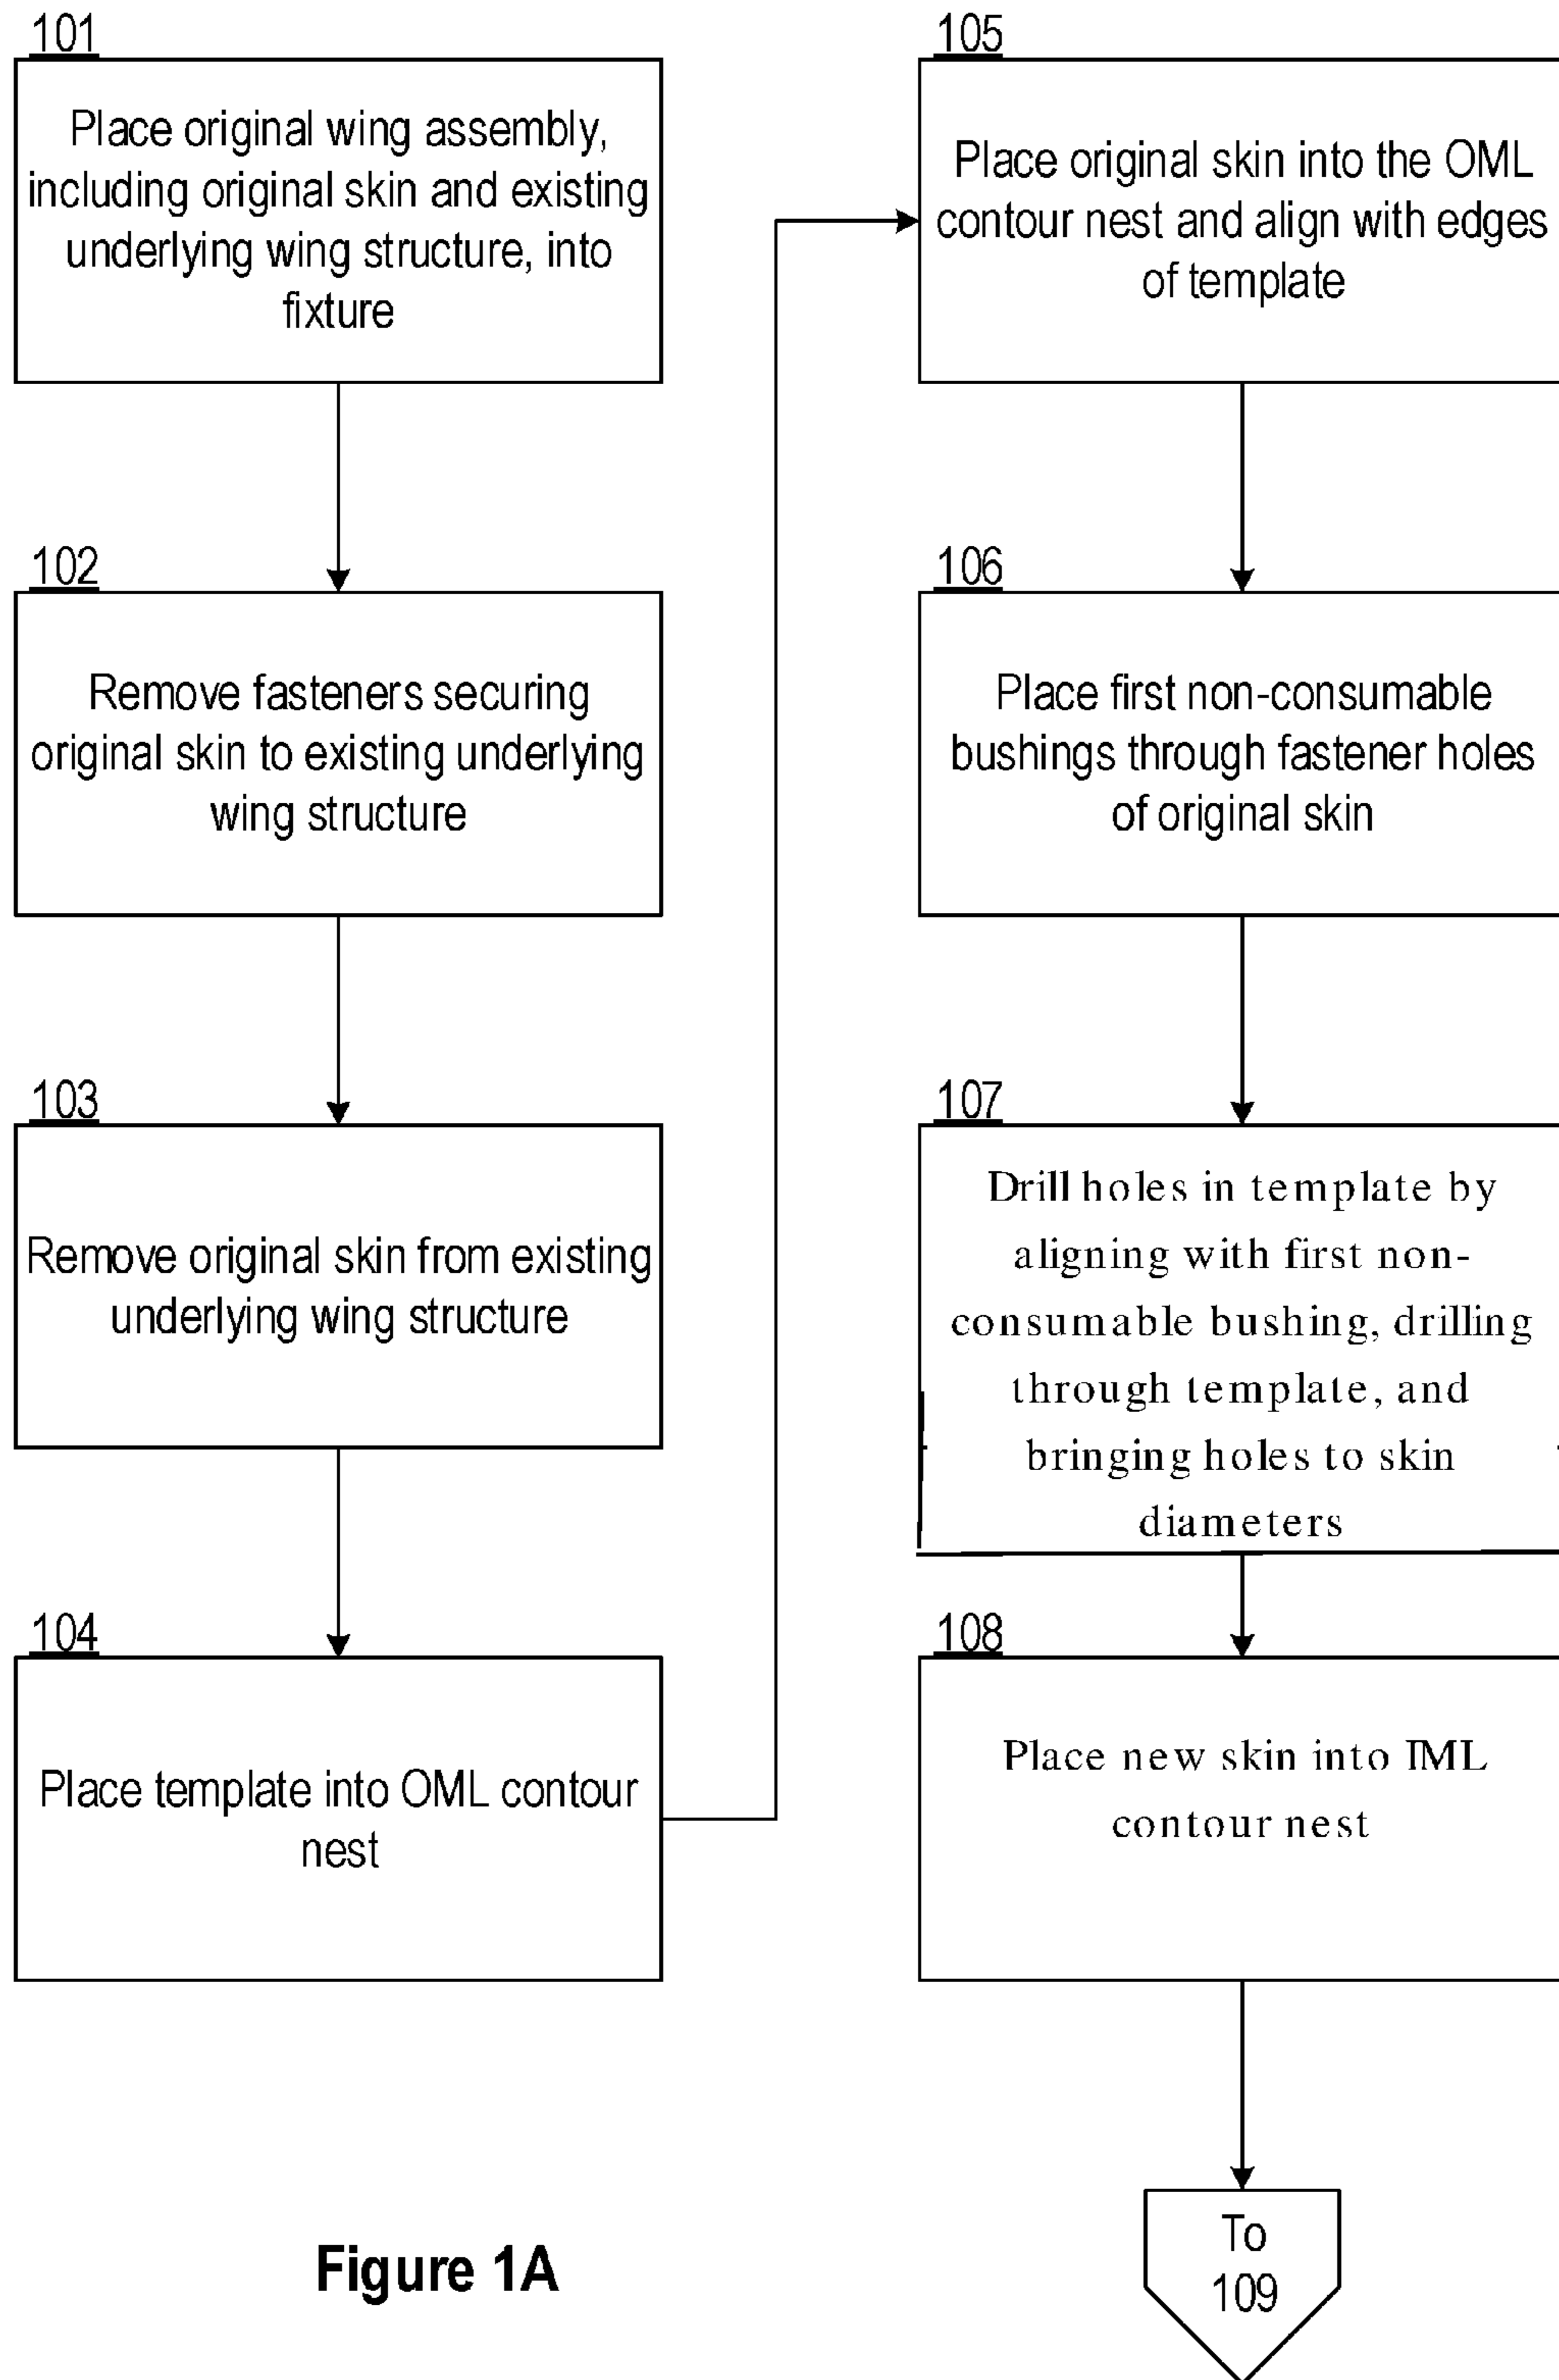 101
Place original wing assembly,
including original skin and existing
underlying wing structure, into
fixture
102
Remove fasteners securing
original skin to existing underlying
wing structure
103
Remove original skin from existing
underlying wing structure
104
Place template into OML contour
nest
105
Place original skin into the OML
contour nest and align with edges
of template
106
Place first non-consumable
bushings through fastener holes
of original skin
107
Drill holes in template by
aligning with first non-
consumable bushing, drilling
through template, and
bringing holes to skin
diameters
108
Place new skin into IML
contour nest
To
109
Figure 1A